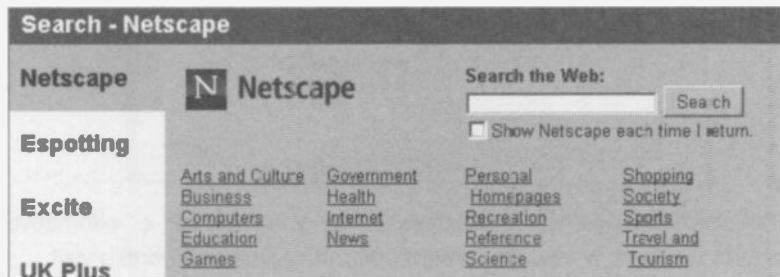 Search - Netscape
Netscape
Espotting
Excite
UK Plus
N Netscape
Search the Web:
Search
Show Netscape each time I return.
Arts and Culture
Business
Computers
Education
Games
Government
Health
Internet
News
Personal
Homepages
Recreation
Reference
Science
Shopping
Society
Sports
Travel and
Tourism